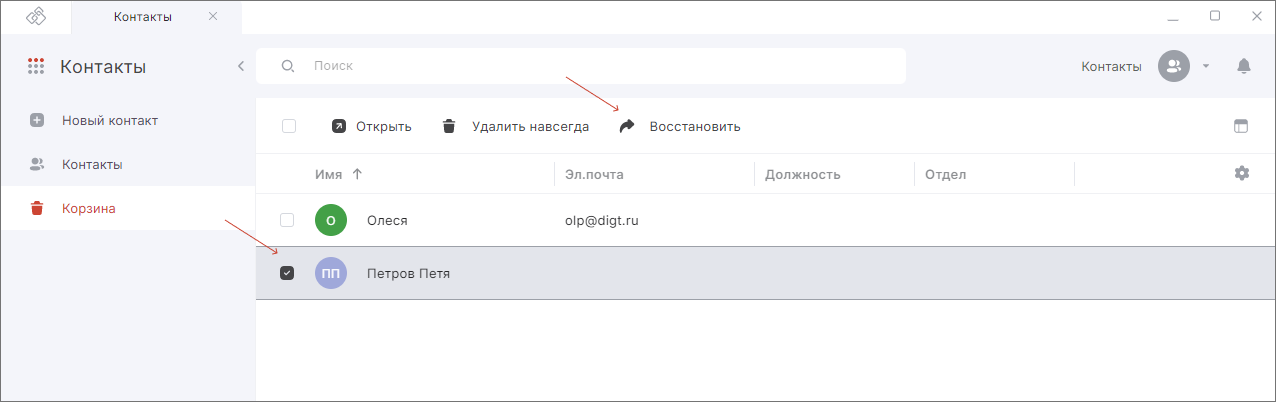 Контакты
Контакты
Поиск
Контакты
Новый контакт
Открыть Удалить навсегда Восстановить
Контакты
Имя Эл.почта Должность Отдел
Корзина
О Олеся olp@digt.ru
ПП Петров Петя